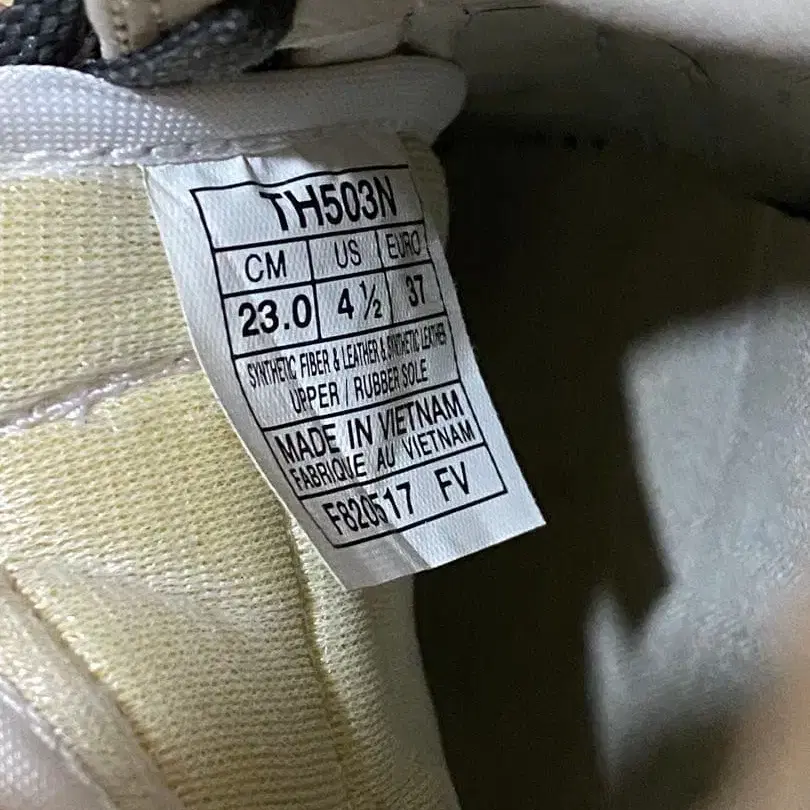 TH503N
CM US EURO
23.0 4 ½ 37
SYNTHETIC FIBER & LEATHER & SYNTHETIC LEATHER
UPPER / RUBBER SOLE
MADE IN VIETNAM
FABRIQUE AU VIETNAM
F820517 FV